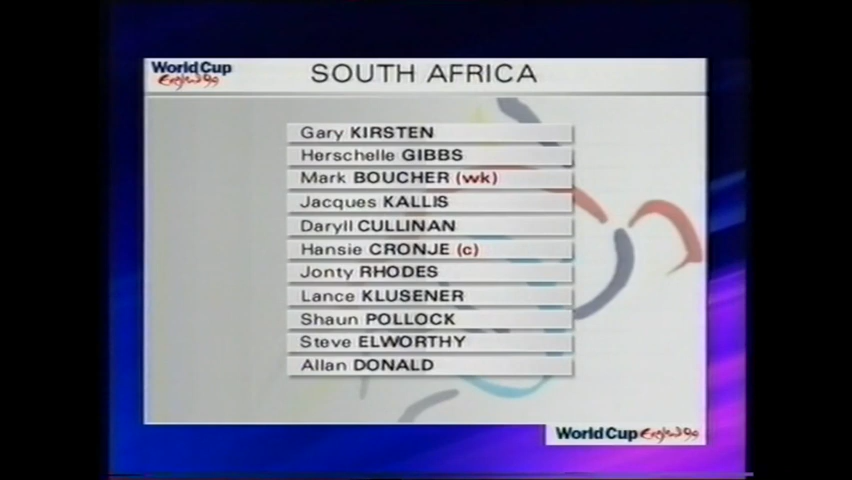 World Cup
England 99
SOUTH AFRICA
Gary KIRSTEN
Herschelle GIBBS
Mark BOUCHER (wk)
Jacques KALLIS
Daryll CULLINAN
Hansie CRONJE (c)
Jonty RHODES
Lance KLUSENER
Shaun POLLOCK
Steve ELWORTHY
Allan DONALD
World Cup England 99